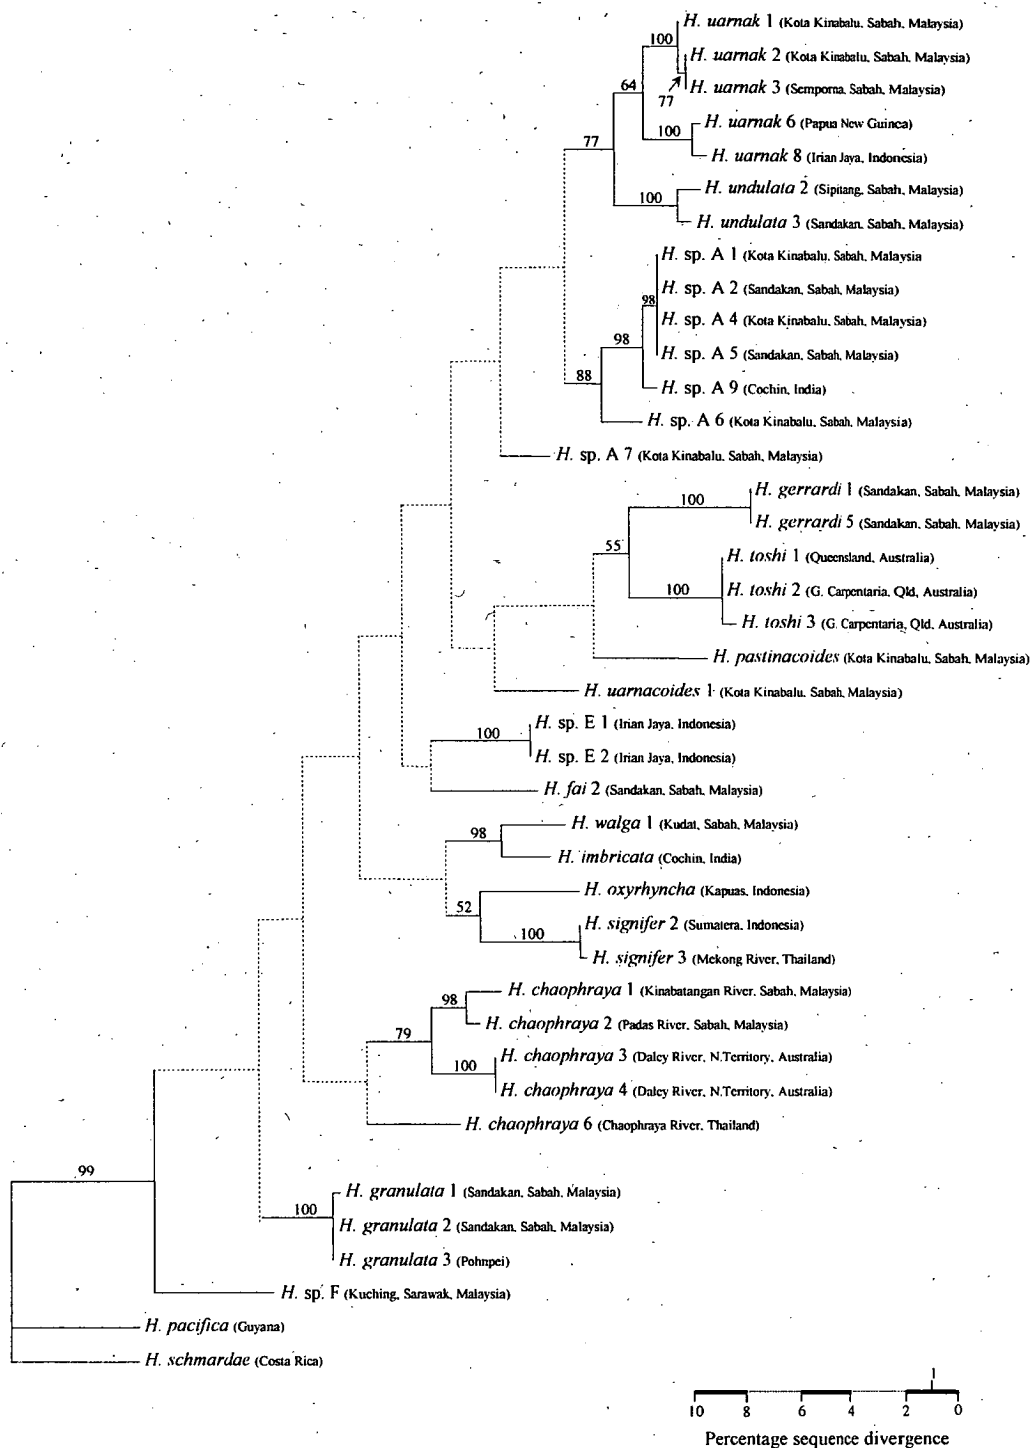 H. uarnak 1 (Kota Kinabalu, Sabah, Malaysia)
100
H. uarnak 2 (Kota Kinabalu, Sabah, Malaysia)
64
H. uarnak 3 (Semporna, Sabah, Malaysia)
77
H. uarnak 6 (Papua New Guinea)
100
77
H. uarnak 8 (Irian Jaya, Indonesia)
H. undulata 2 (Sipitang, Sabah, Malaysia)
100
H. undulata 3 (Sandakan, Sabah, Malaysia)
H. sp. A 1 (Kota Kinabalu, Sabah, Malaysia
H. sp. A 2 (Sandakan, Sabah, Malaysia)
98
H. sp. A 4 (Kota Kinabalu, Sabah, Malaysia)
98
H. sp. A 5 (Sandakan, Sabah, Malaysia)
88
H. sp. A 9 (Cochin, India)
H. sp. A 6 (Kota Kinabalu, Sabah, Malaysia)
H. sp. A 7 (Kota Kinabalu, Sabah, Malaysia)
H. gerrardi 1 (Sandakan, Sabah, Malaysia)
100
H. gerrardi 5 (Sandakan, Sabah, Malaysia)
55
H. toshi 1 (Queensland, Australia)
100
H. toshi 2 (G. Carpentaria, Qld, Australia)
H. toshi 3 (G. Carpentaria, Qld, Australia)
H. pastinacoides (Kota Kinabalu, Sabah, Malaysia)
H. uarnacoides 1 (Kota Kinabalu, Sabah, Malaysia)
H. sp. E 1 (Irian Jaya, Indonesia)
100
H. sp. E 2 (Irian Jaya, Indonesia)
H. fai 2 (Sandakan, Sabah, Malaysia)
H. walga 1 (Kudat, Sabah, Malaysia)
98
H. imbricata (Cochin, India)
H. oxyrhyncha (Kapuas, Indonesia)
52
H. signifer 2 (Sumatera, Indonesia)
100
H. signifer 3 (Mekong River, Thailand)
H. chaophraya 1 (Kinabatangan River, Sabah, Malaysia)
98
H. chaophraya 2 (Padas River, Sabah, Malaysia)
79
H. chaophraya 3 (Daley River, N.Territory, Australia)
100
H. chaophraya 4 (Daley River, N.Territory, Australia)
H. chaophraya 6 (Chaophraya River, Thailand)
99
H. granulata 1 (Sandakan, Sabah, Malaysia)
100
H. granulata 2 (Sandakan, Sabah, Malaysia)
H. granulata 3 (Pohnpei)
H. sp. F (Kuching, Sarawak, Malaysia)
H. pacifica (Guyana)
H. schmardae (Costa Rica)
1
10 8 6 4 2 0
Percentage sequence divergence